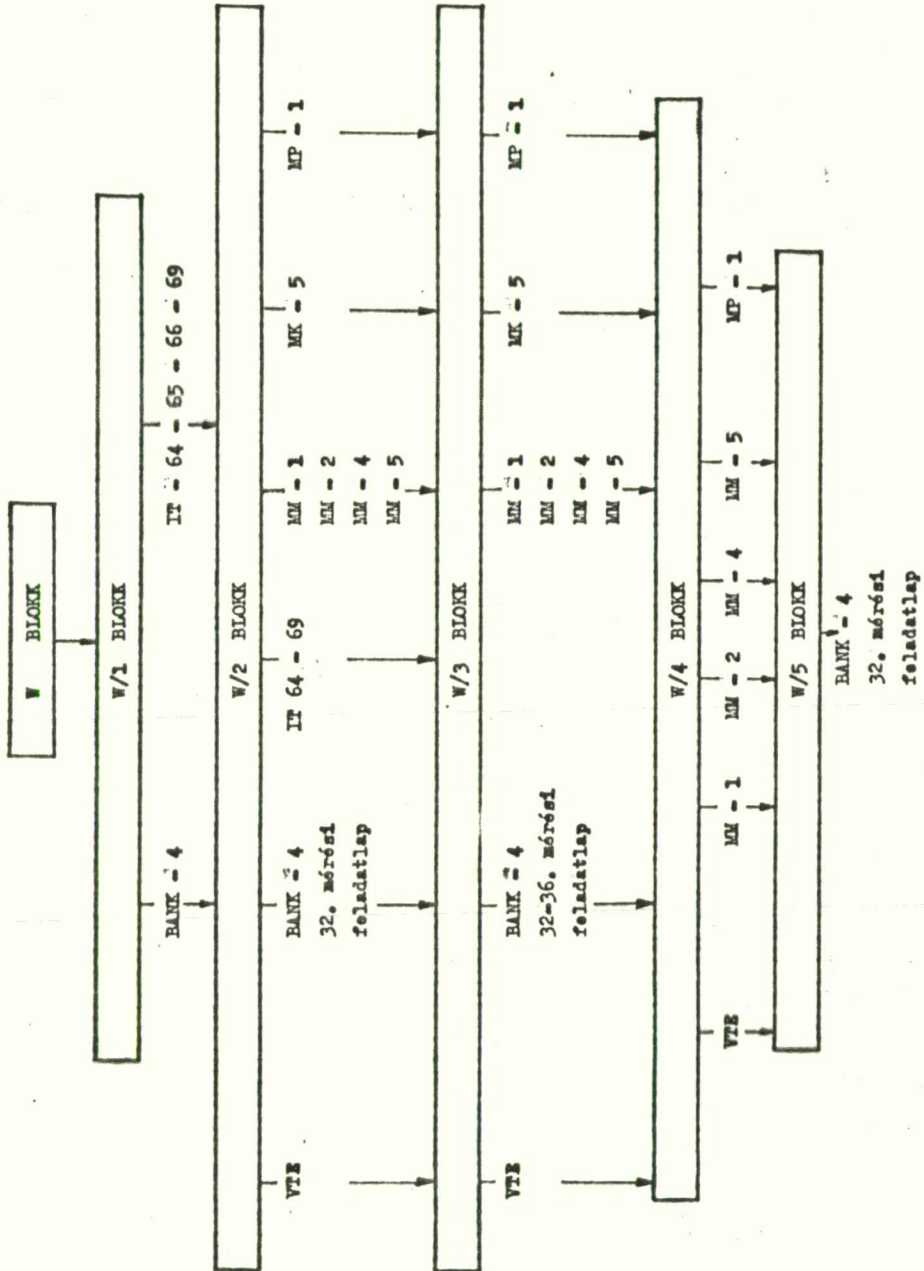 W BLOKK
W/1 BLOKK
BANK - 4
IT - 64 - 65 - 66 - 69
W/2 BLOKK
VTE
BANK - 4
32. mérési
feladatlap
IT 64 - 69
MM - 1
MM - 2
MM - 4
MM - 5
MK - 5
MP - 1
W/3 BLOKK
VTE
BANK - 4
32-36. mérési
feladatlap
MM - 1
MM - 2
MM - 4
MM - 5
MK - 5
MP - 1
W/4 BLOKK
VTE
MM - 1
MM - 2
MM - 4
MM - 5
MP - 1
W/5 BLOKK
BANK - 4
32. mérési
feladatlap